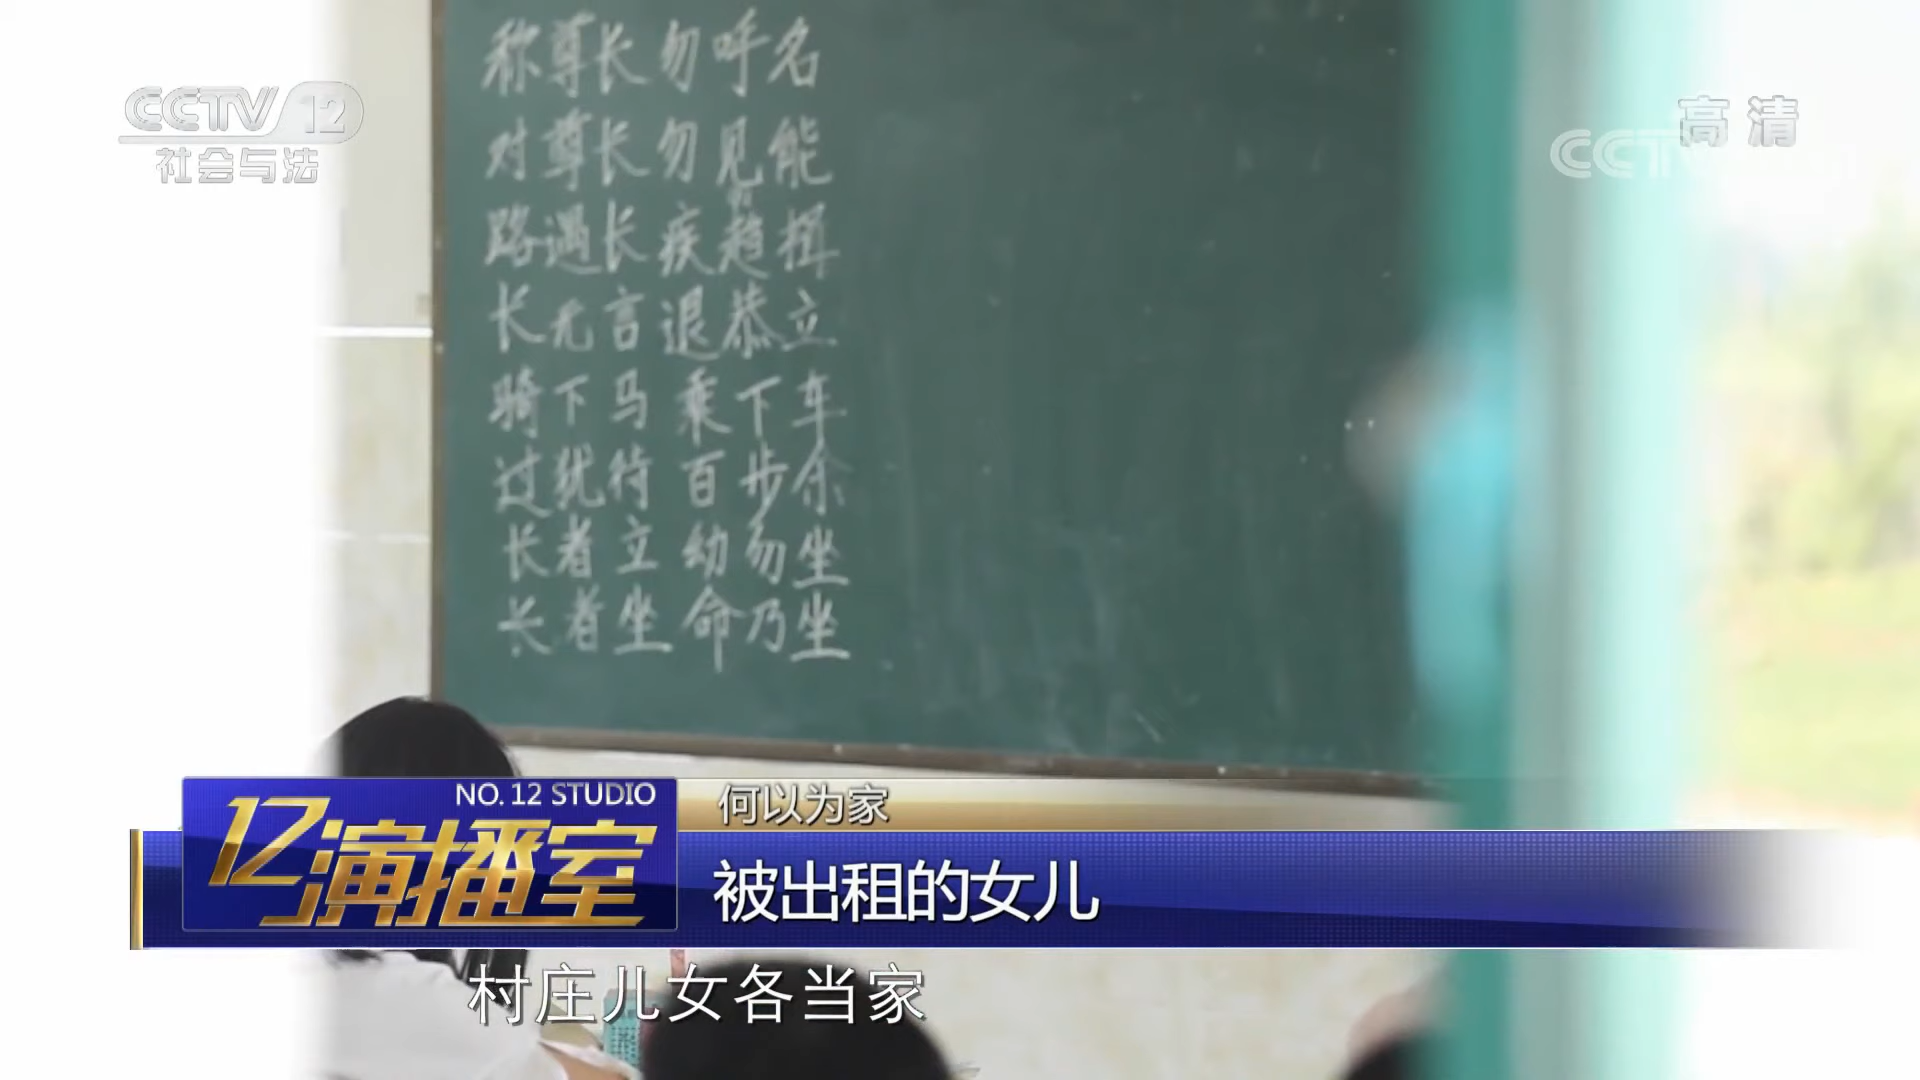 CCTV 12
社会与法
高清
CCTV
称尊长 勿呼名
对尊长 勿见能
路遇长 疾趋揖
长无言 退恭立
骑下马 乘下车
过犹待 百步余
长者立 幼勿坐
长者坐 命乃坐
NO. 12 STUDIO
12演播室
何以为家
被出租的女儿
村庄儿女各当家